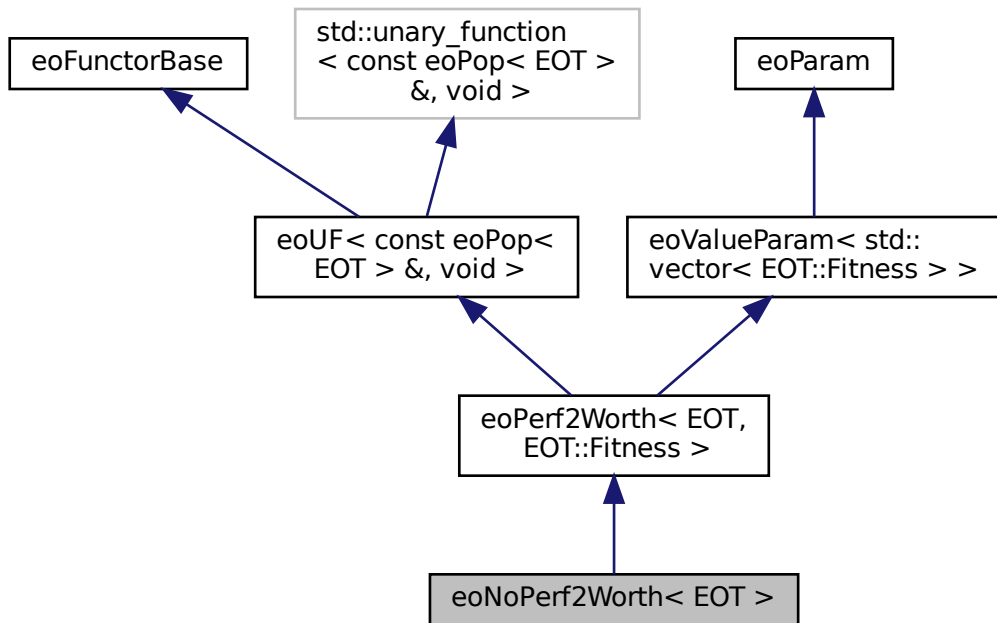 eoFunctorBase
std::unary_function
< const eoPop< EOT >
&, void >
eoParam
eoUF< const eoPop<
EOT > &, void >
eoValueParam< std::
vector< EOT::Fitness > >
eoPerf2Worth< EOT,
EOT::Fitness >
eoNoPerf2Worth< EOT >